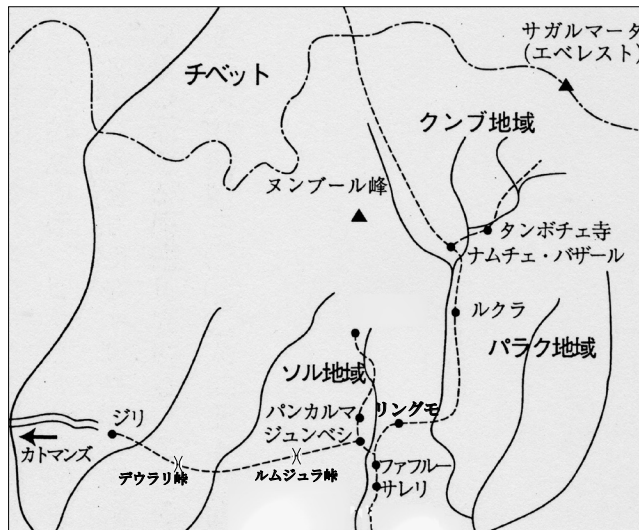 サガルマータ
(エベレスト)
チベット
クンブ地域
ヌンブール峰
タンボチェ寺
ナムチェ・バザール
ルクラ
パラク地域
ソル地域
パンカルマ
リングモ
ジリ
ジュンベシ
カトマンズ
デウラリ峠
ルムジュラ峠
ファフルー
サレリ